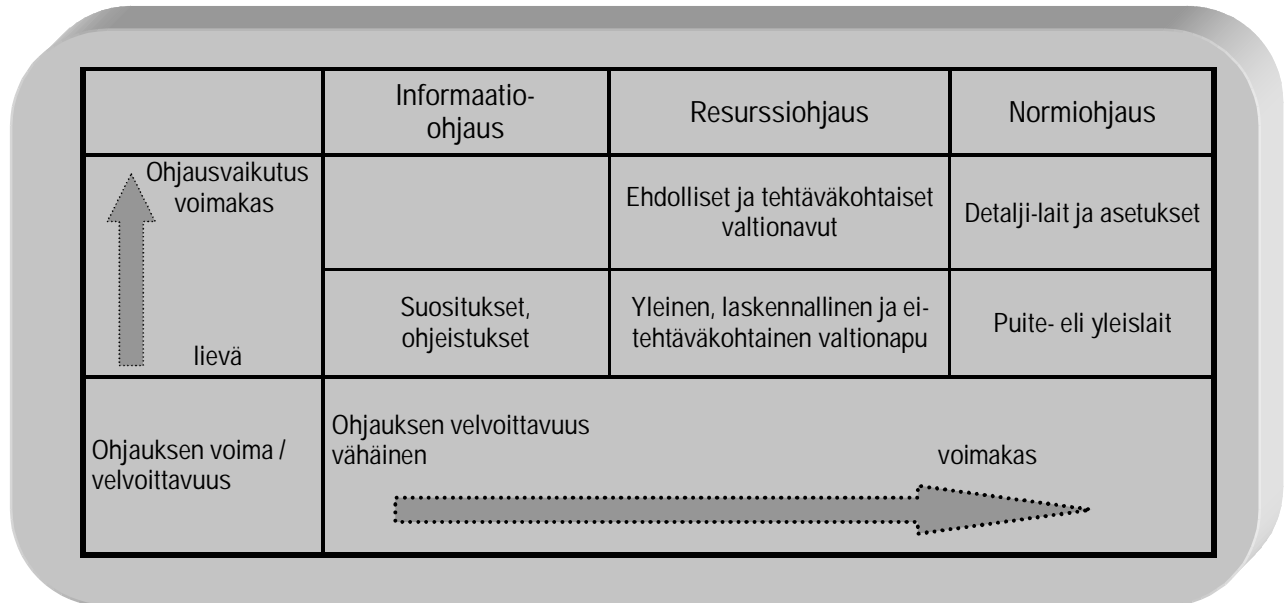 Informaatio-
ohjaus
Resurssiohjaus
Normiohjaus
Ohjausvaikutus
voimakas
Ehdolliset ja tehtäväkohtaiset
valtionavut
Detalji-lait ja asetukset
lievä
Suositukset,
ohjeistukset
Yleinen, laskennallinen ja ei-
tehtäväkohtainen valtionapu
Puite- eli yleislait
Ohjauksen voima /
velvoittavuus
Ohjauksen velvoittavuus
vähäinen
voimakas